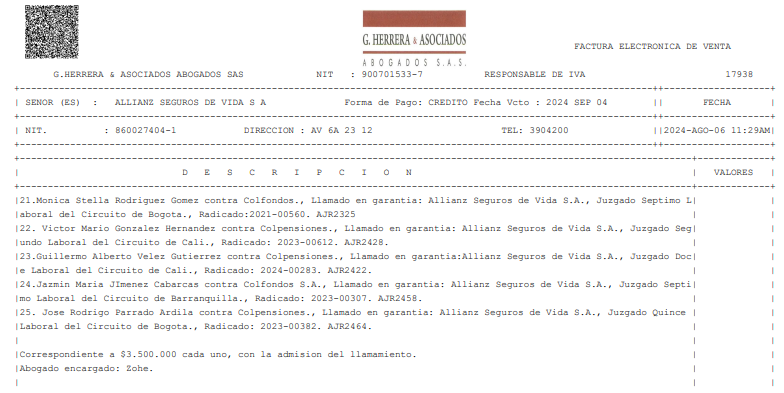 G. HERRERA & ASOCIADOS
ABOGADOS S.A.S.
FACTURA ELECTRONICA DE VENTA
G.HERRERA & ASOCIADOS ABOGADOS SAS NIT : 900701533-7 RESPONSABLE DE IVA 17938
SENOR (ES) : ALLIANZ SEGUROS DE VIDA S A Forma de Pago: CREDITO Fecha Vcto : 2024 SEP 04 || FECHA
NIT. : 860027404-1 DIRECCION : AV 6A 23 12 TEL: 3904200 ||2024-AGO-06 11:29AM|
| D E S C R I P C I O N | VALORES |
|21.Monica Stella Rodriguez Gomez contra Colfondos., Llamado en garantia: Allianz Seguros de Vida S.A., Juzgado Septimo L|
|aboral del Circuito de Bogota., Radicado:2021-00560. AJR2325
|22. Victor Mario Gonzalez Hernandez contra Colpensiones., Llamado en garantia: Allianz Seguros de Vida S.A., Juzgado Seg|
|undo Laboral del Circuito de Cali., Radicado: 2023-00612. AJR2428.
|23.Guillermo Alberto Velez Gutierrez contra Colpensiones., Llamado en garantia:Allianz Seguros de Vida S.A., Juzgado Doc|
|e Laboral del Circuito de Cali., Radicado: 2024-00283. AJR2422.
|24.Jazmin Maria JImenez Cabarcas contra Colfondos S.A., Llamado en garantia: Allianz Seguros de Vida S.A., Juzgado Septi|
|mo Laboral del Circuito de Barranquilla., Radicado: 2023-00307. AJR2458.
|25. Jose Rodrigo Parrado Ardila contra Colpensiones., Llamado en garantia: Allianz Seguros de Vida S.A., Juzgado Quince |
|Laboral del Circuito de Bogota., Radicado: 2023-00382. AJR2464.
|Correspondiente a $3.500.000 cada uno, con la admision del llamamiento.
|Abogado encargado: Zohe.